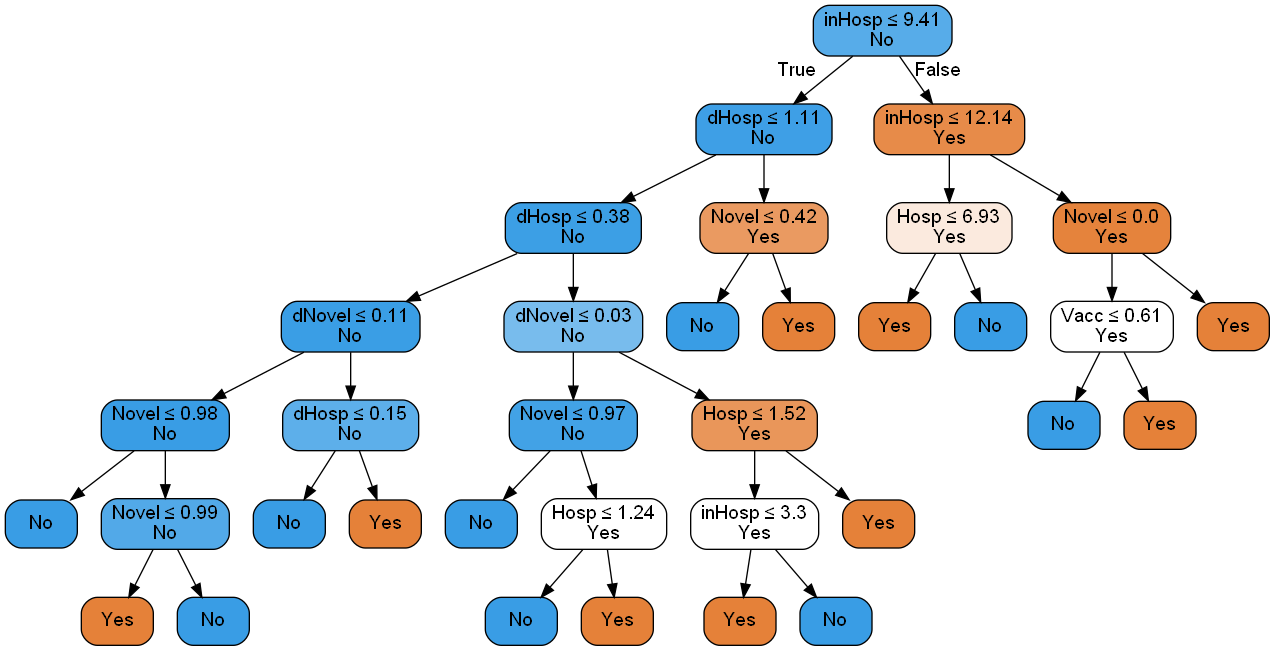 inHosp ≤ 9.41
No
True
False
dHosp ≤ 1.11
No
inHosp ≤ 12.14
Yes
dHosp ≤ 0.38
No
Novel ≤ 0.42
Yes
Hosp ≤ 6.93
Yes
Novel ≤ 0.0
Yes
dNovel ≤ 0.11
No
dNovel ≤ 0.03
No
No
Yes
Yes
No
Vacc ≤ 0.61
Yes
Yes
Novel ≤ 0.98
No
dHosp ≤ 0.15
No
Novel ≤ 0.97
No
Hosp ≤ 1.52
Yes
No
Yes
No
Novel ≤ 0.99
No
No
Yes
No
Hosp ≤ 1.24
Yes
inHosp ≤ 3.3
Yes
Yes
Yes
No
No
Yes
Yes
No